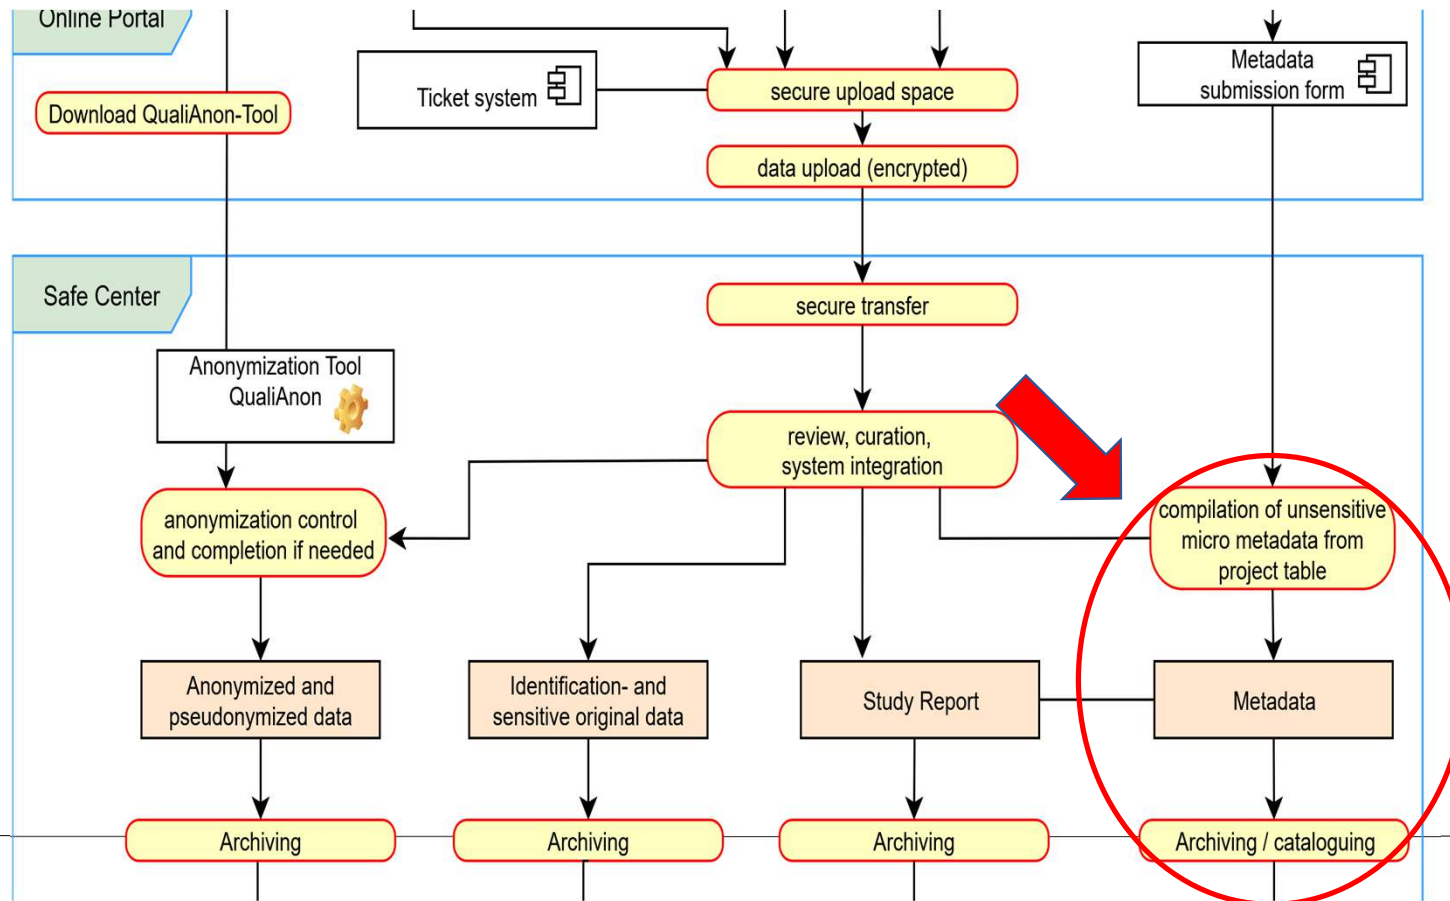 Online Portal
Ticket system
secure upload space
Metadata
submission form
Download QualiAnon-Tool
data upload (encrypted)
Safe Center
secure transfer
Anonymization Tool
QualiAnon
review, curation,
system integration
anonymization control
and completion if needed
compilation of unsensitive
micro metadata from
project table
Anonymized and
pseudonymized data
Identification- and
sensitive original data
Study Report
Metadata
Archiving
Archiving
Archiving
Archiving / cataloguing